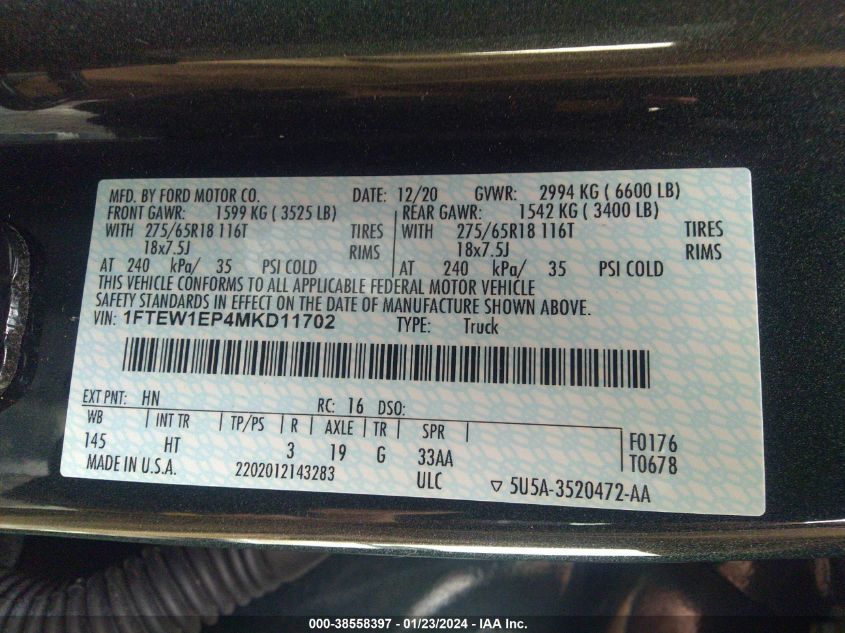 MFD. BY FORD MOTOR CO. DATE: 12/20 GVWR: 2994 KG ( 6600 LB)
FRONT GAWR: 1599 KG ( 3525 LB) REAR GAWR: 1542 KG ( 3400 LB)
WITH 275/65R18 116T TIRES WITH 275/65R18 116T TIRES
18x7.5J RIMS 18x7.5J RIMS
AT 240 kPa/ 35 PSI COLD AT 240 kPa/ 35 PSI COLD
THIS VEHICLE CONFORMS TO ALL APPLICABLE FEDERAL MOTOR VEHICLE
SAFETY STANDARDS IN EFFECT ON THE DATE OF MANUFACTURE SHOWN ABOVE.
VIN: 1FTEW1EP4MKD11702 TYPE: Truck
EXT PNT: HN RC: 16 DSO:
WB INT TR TP/PS R AXLE TR SPR F0176
145 HT 3 19 G 33AA T0678
MADE IN U.S.A. 2202012143283 ULC ▽ 5U5A-3520472-AA
000-38558397 - 01/23/2024 - IAA Inc.